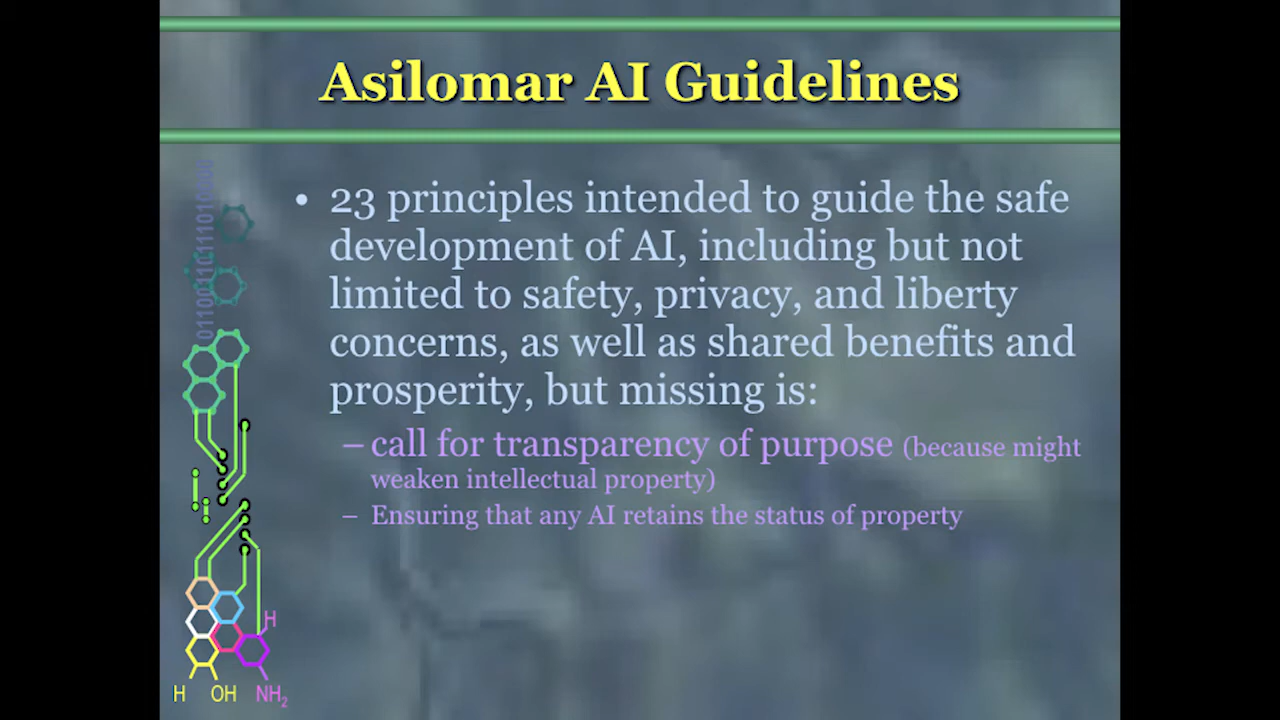 Asilomar AI Guidelines
• 23 principles intended to guide the safe
development of AI, including but not
limited to safety, privacy, and liberty
concerns, as well as shared benefits and
prosperity, but missing is:
–call for transparency of purpose (because might
weaken intellectual property)
– Ensuring that any AI retains the status of property
H
H OH NH₂